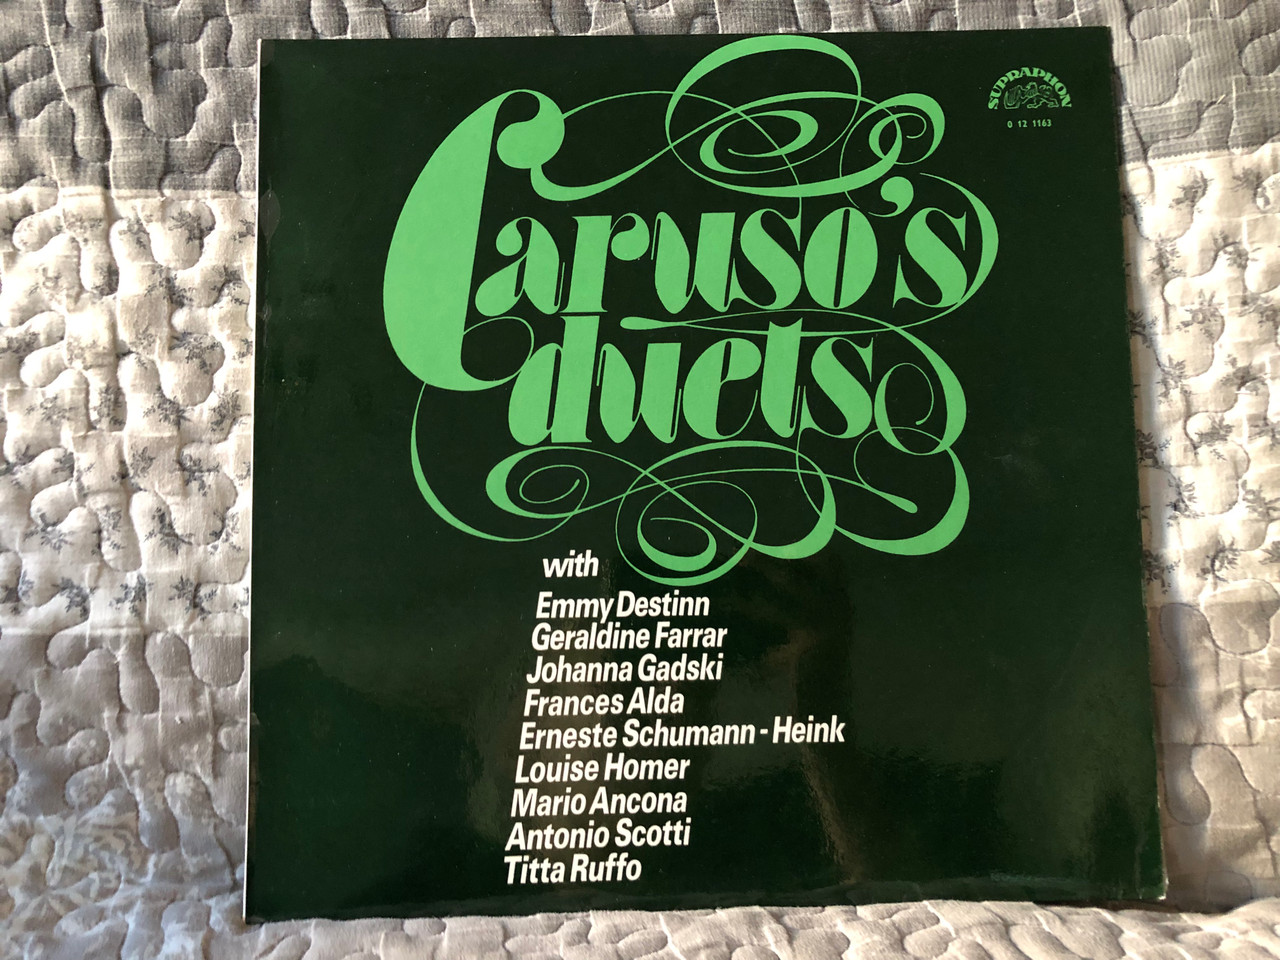 SUPRAPHON
0 12 1163
Caruso's
duets
with
Emmy Destinn
Geraldine Farrar
Johanna Gadski
Frances Alda
Erneste Schumann-Heink
Louise Homer
Mario Ancona
Antonio Scotti
Titta Ruffo